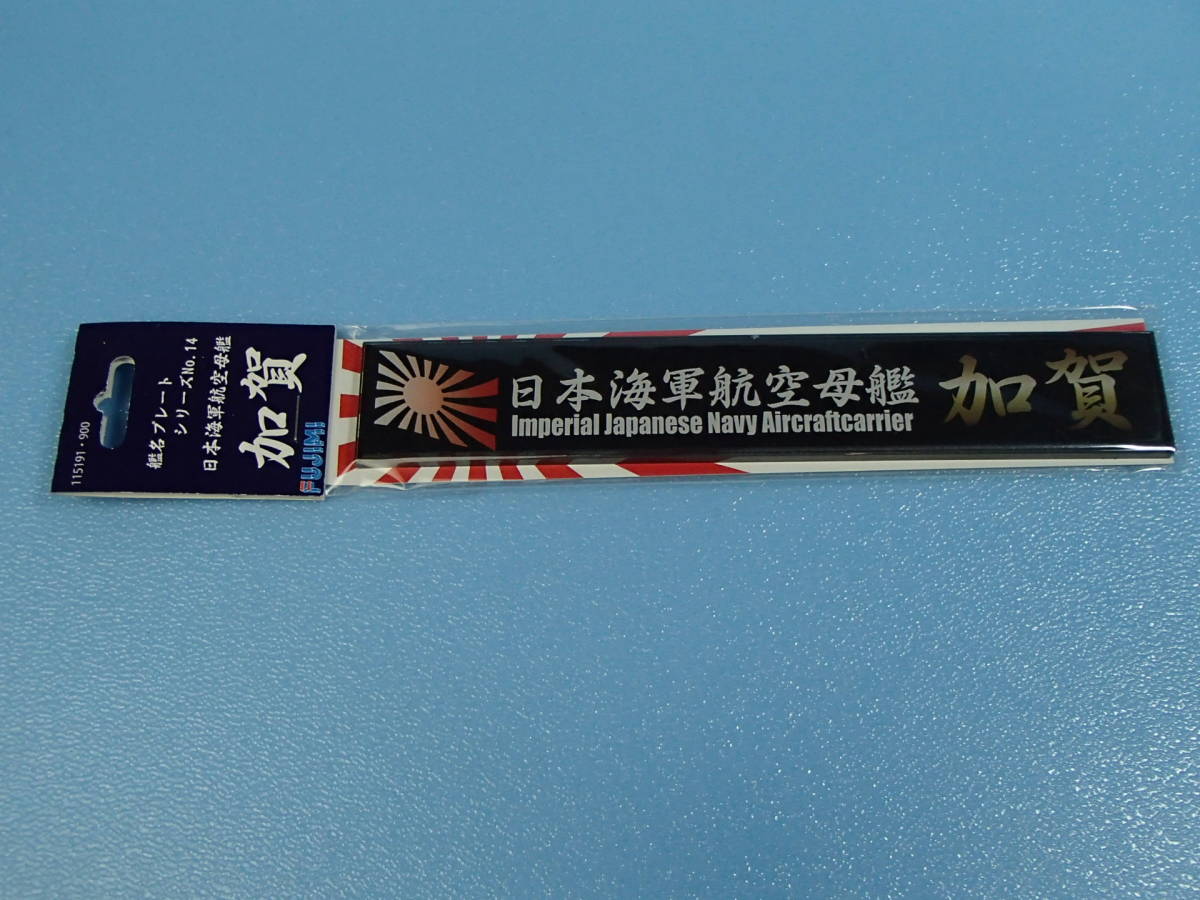 艦名プレート
シリーズNo.14
日本海軍航空母艦
加賀
FUJIMI
115191・900
日本海軍航空母艦
Imperial Japanese Navy Aircraftcarrier
加賀